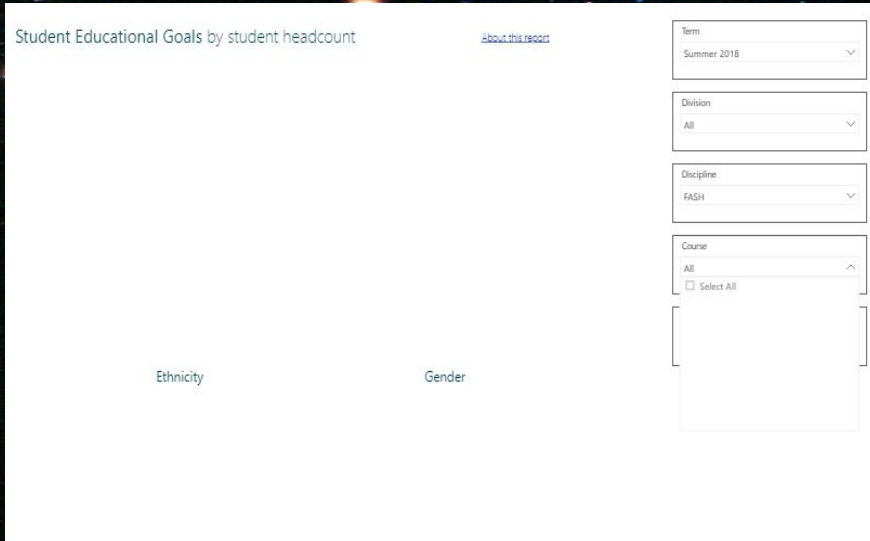 Student Educational Goals by student headcount
About this report
Term
Summer 2018
Division
All
Discipline
FASH
Course
All
Select All
Ethnicity
Gender